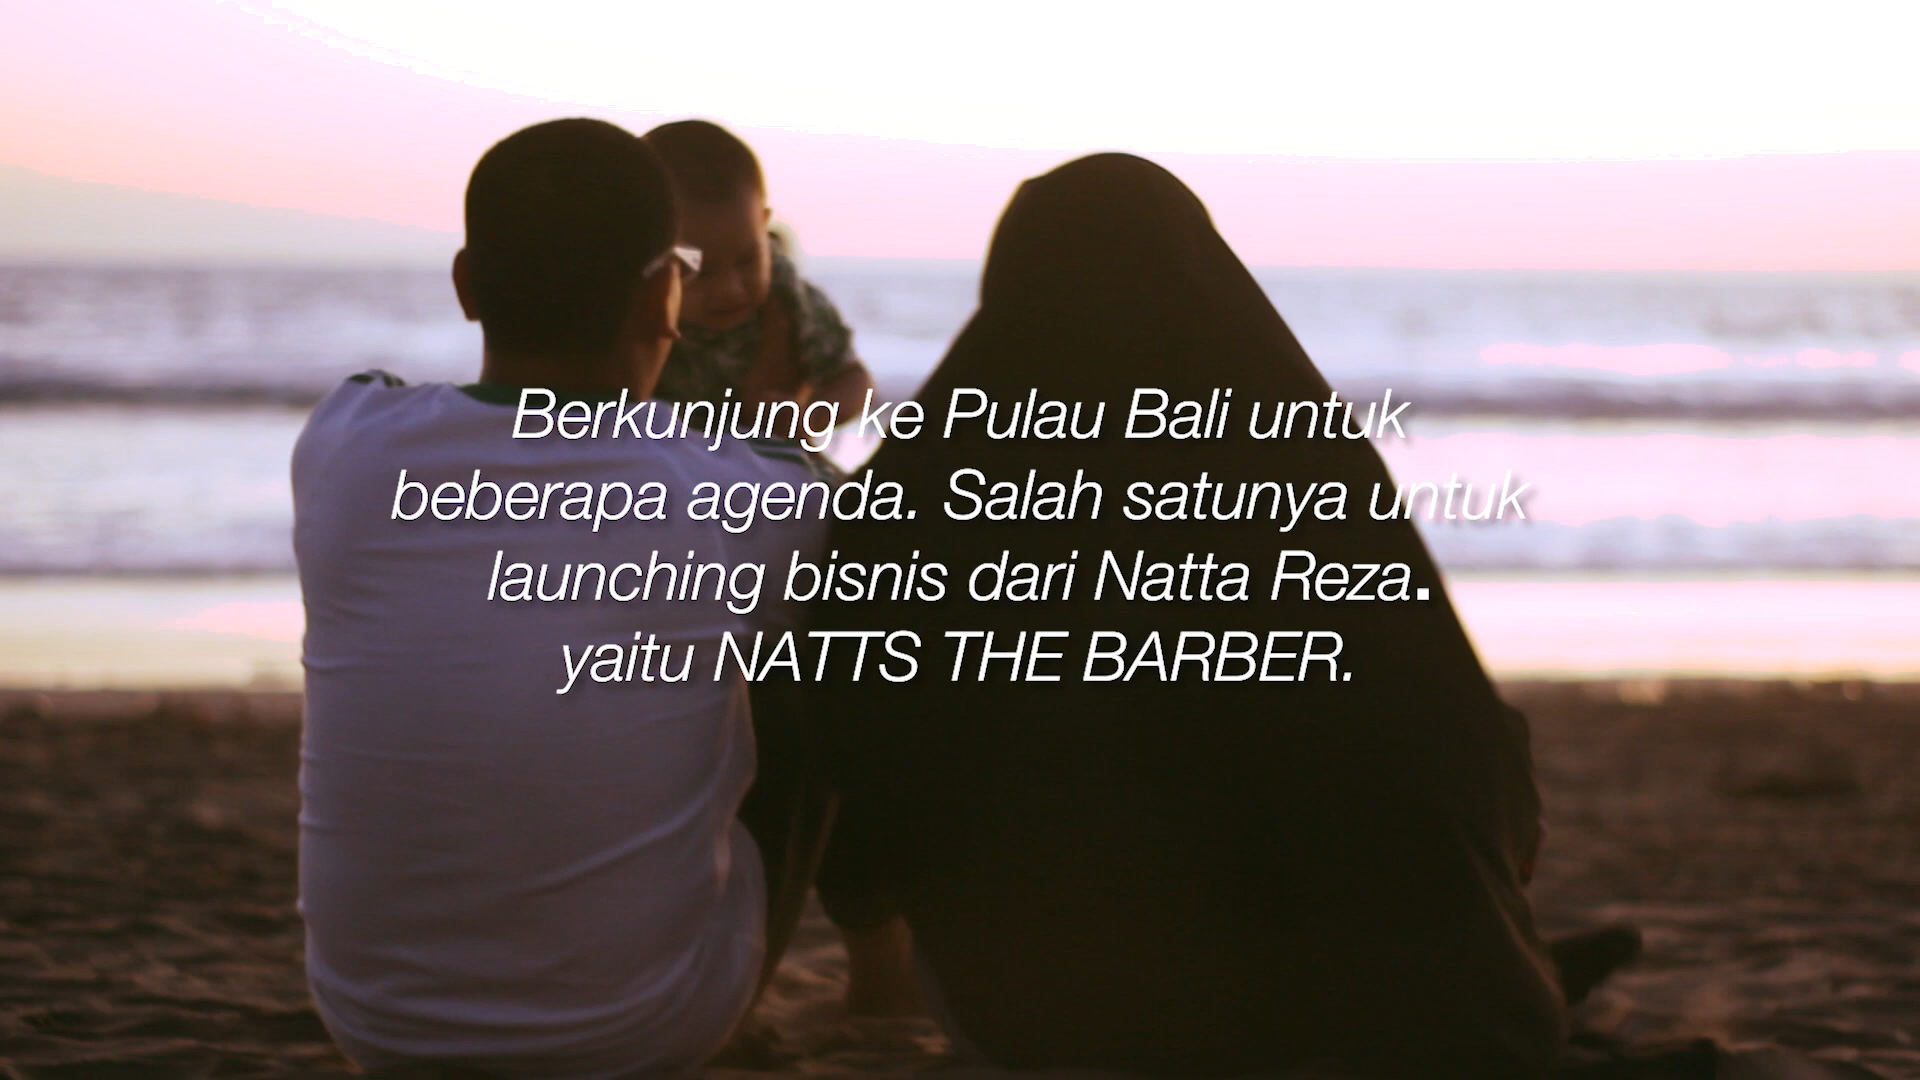 Berkunjung ke Pulau Bali untuk
beberapa agenda. Salah satunya untuk
launching bisnis dari Natta Reza.
yaitu NATTS THE BARBER.